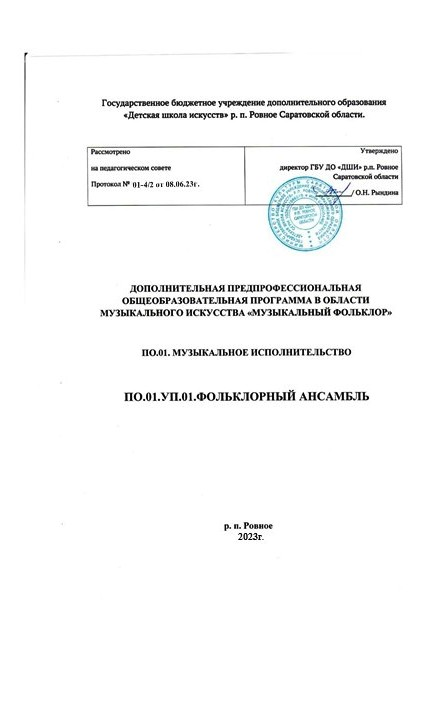 Государственное бюджетное учреждение дополнительного образования
«Детская школа искусств» р. п. Ровное Саратовской области.
Рассмотрено
на педагогическом совете
Протокол № 01-4/2 от 08.06.23г.
Утверждено
директор ГБУ ДО «ДШИ» р.п. Ровное
Саратовской области
/ О.Н. Рындина
ДОПОЛНИТЕЛЬНАЯ ПРЕДПРОФЕССИОНАЛЬНАЯ
ОБЩЕОБРАЗОВАТЕЛЬНАЯ ПРОГРАММА В ОБЛАСТИ
МУЗЫКАЛЬНОГО ИСКУССТВА «МУЗЫКАЛЬНЫЙ ФОЛЬКЛОР»
ПО.01. МУЗЫКАЛЬНОЕ ИСПОЛНИТЕЛЬСТВО
ПО.01.УП.01.ФОЛЬКЛОРНЫЙ АНСАМБЛЬ
р. п. Ровное
2023г.